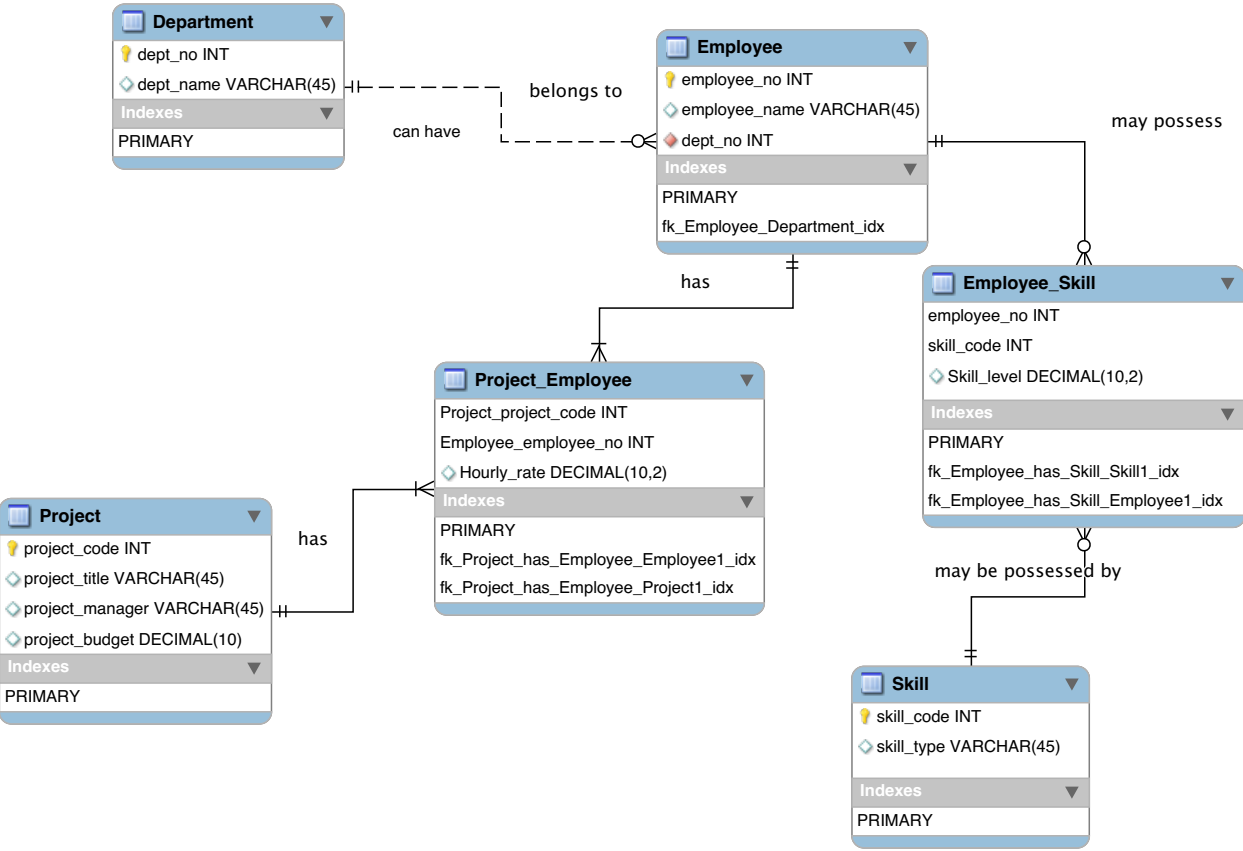 Department
dept_no INT
dept_name VARCHAR(45)
Indexes
PRIMARY
belongs to
can have
Employee
employee_no INT
employee_name VARCHAR(45)
dept_no INT
Indexes
PRIMARY
fk_Employee_Department_idx
may possess
has
Employee_Skill
employee_no INT
skill_code INT
Skill_level DECIMAL(10,2)
Indexes
PRIMARY
fk_Employee_has_Skill_Skill1_idx
fk_Employee_has_Skill_Employee1_idx
Project_Employee
Project_project_code INT
Employee_employee_no INT
Hourly_rate DECIMAL(10,2)
Indexes
PRIMARY
fk_Project_has_Employee_Employee1_idx
fk_Project_has_Employee_Project1_idx
Project
project_code INT
project_title VARCHAR(45)
project_manager VARCHAR(45)
project_budget DECIMAL(10)
Indexes
PRIMARY
has
may be possessed by
Skill
skill_code INT
skill_type VARCHAR(45)
Indexes
PRIMARY